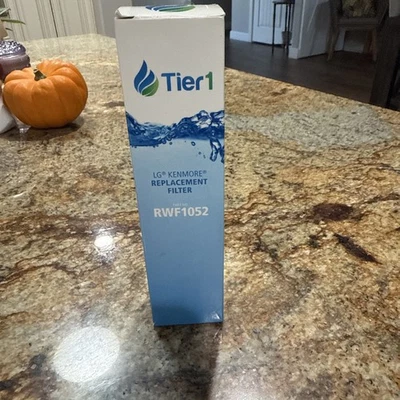 Tier1
LG® KENMORE®
REPLACEMENT
FILTER
RWF1052